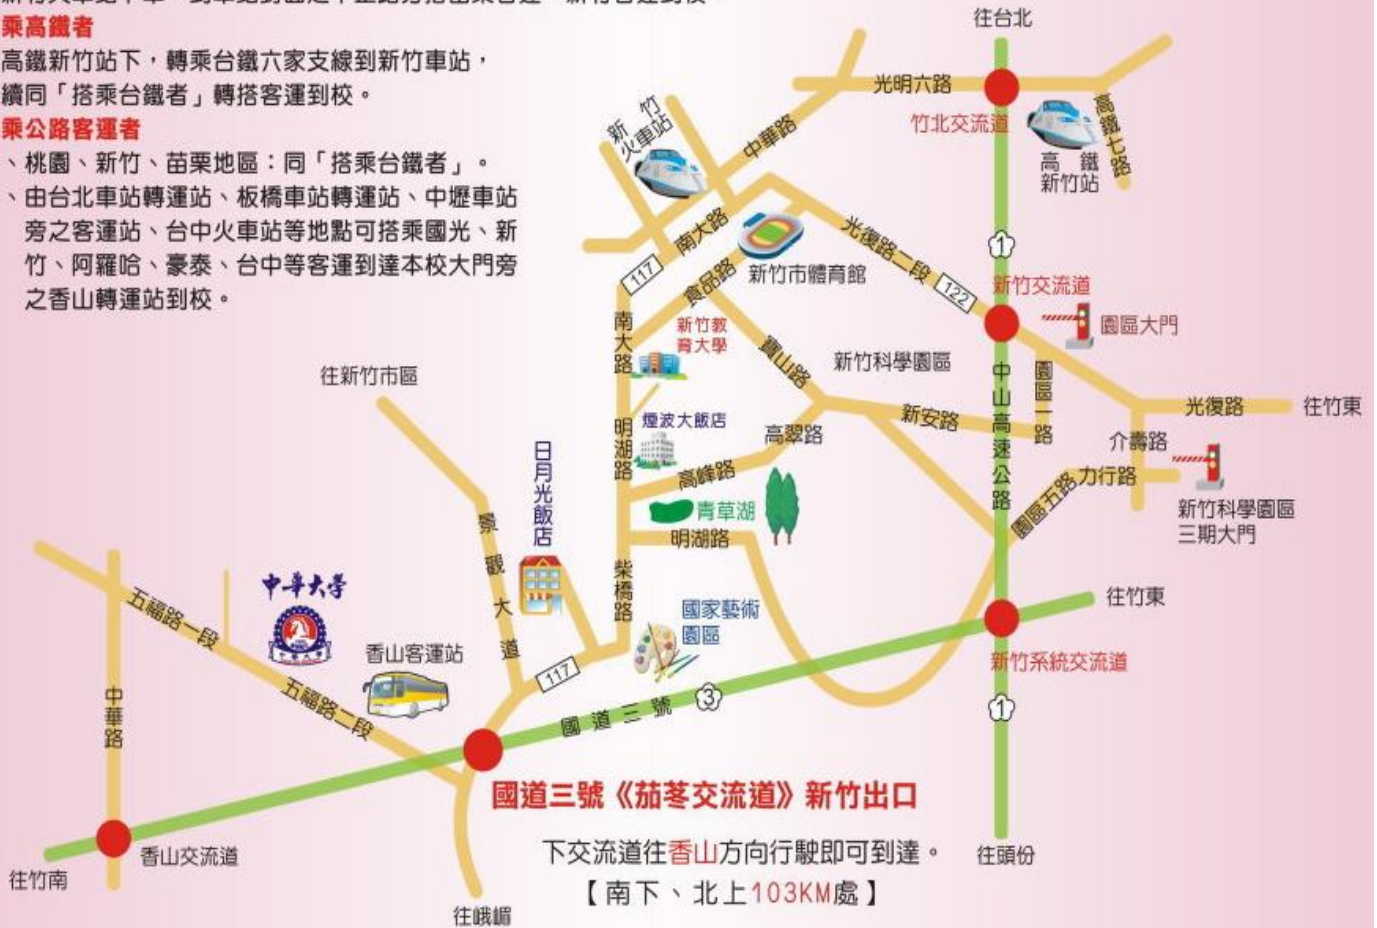 乘高鐵者
高鐵新竹站下，轉乘台鐵六家支線到新竹車站，
續同「搭乘台鐵者」轉搭客運到校。
乘公路客運者
、桃園、新竹、苗栗地區：同「搭乘台鐵者」。
、由台北車站轉運站、板橋車站轉運站、中壢車站
旁之客運站、台中火車站等地點可搭乘國光、新
竹、阿羅哈、豪泰、台中等客運到達本校大門旁
之香山轉運站到校。
往台北
光明六路
竹北交流道
高鐵七路
高鐵
新竹站
新竹
火車站
中華路
南大路
117
食品路
新竹市體育館
光復路二段
122
1
新竹交流道
園區大門
南大路
新竹教
育大學
寶山路
新竹科學園區
中山高速公路
園區一路
往新竹市區
明湖路
煙波大飯店
高翠路
新安路
光復路
往竹東
介壽路
日月光飯店
高峰路
力行路
園區五路
新竹科學園區
三期大門
景觀大道
青草湖
明湖路
柴橋路
往竹東
五福路一段
中華大學
國家藝術
園區
香山客運站
117
新竹系統交流道
五福路二段
中華路
國道三號
3
1
國道三號《茄苳交流道》新竹出口
香山交流道
下交流道往香山方向行駛即可到達。
往頭份
往竹南
【南下、北上103KM處】
往峨嵋